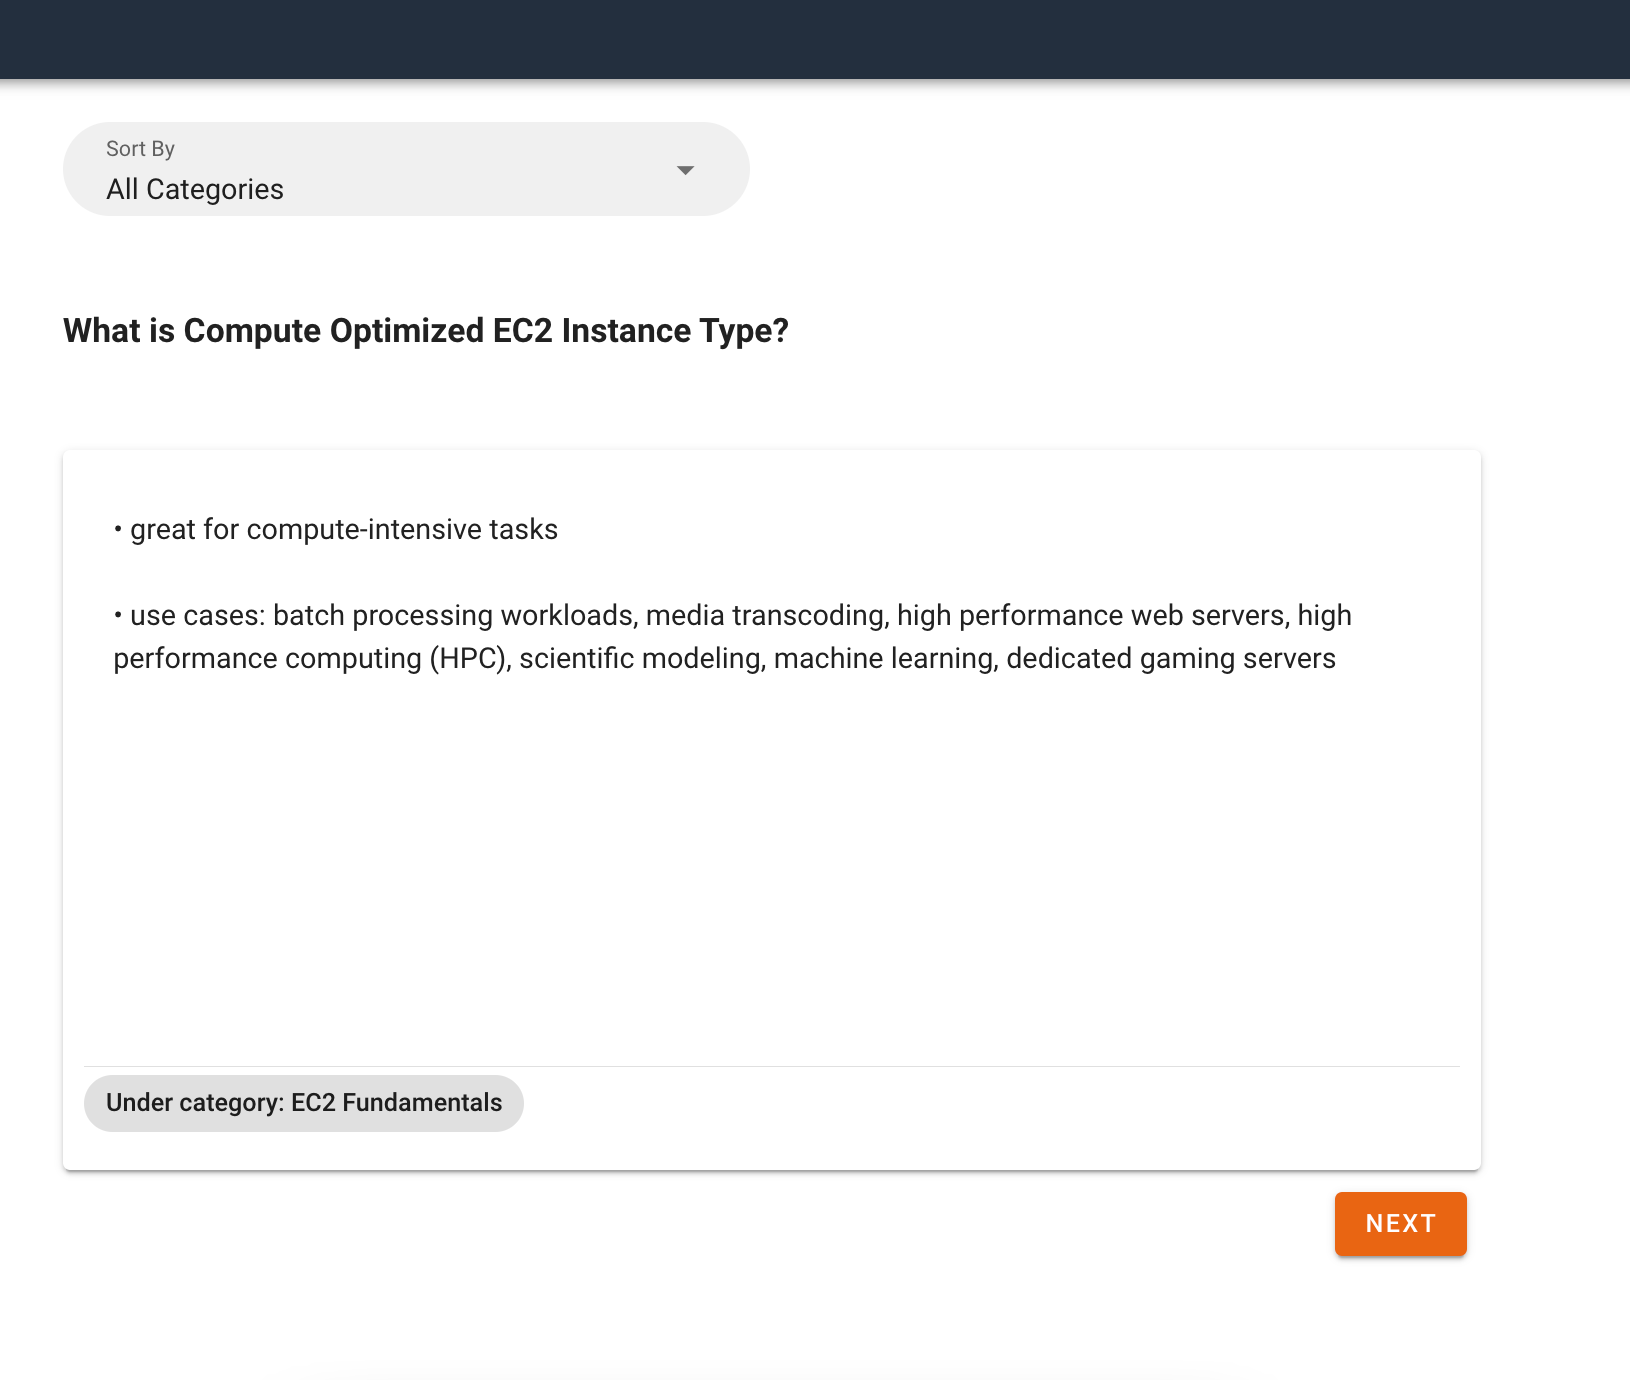 Sort By
All Categories
What is Compute Optimized EC2 Instance Type?
• great for compute-intensive tasks
• use cases: batch processing workloads, media transcoding, high performance web servers, high
performance computing (HPC), scientific modeling, machine learning, dedicated gaming servers
Under category: EC2 Fundamentals
NEXT